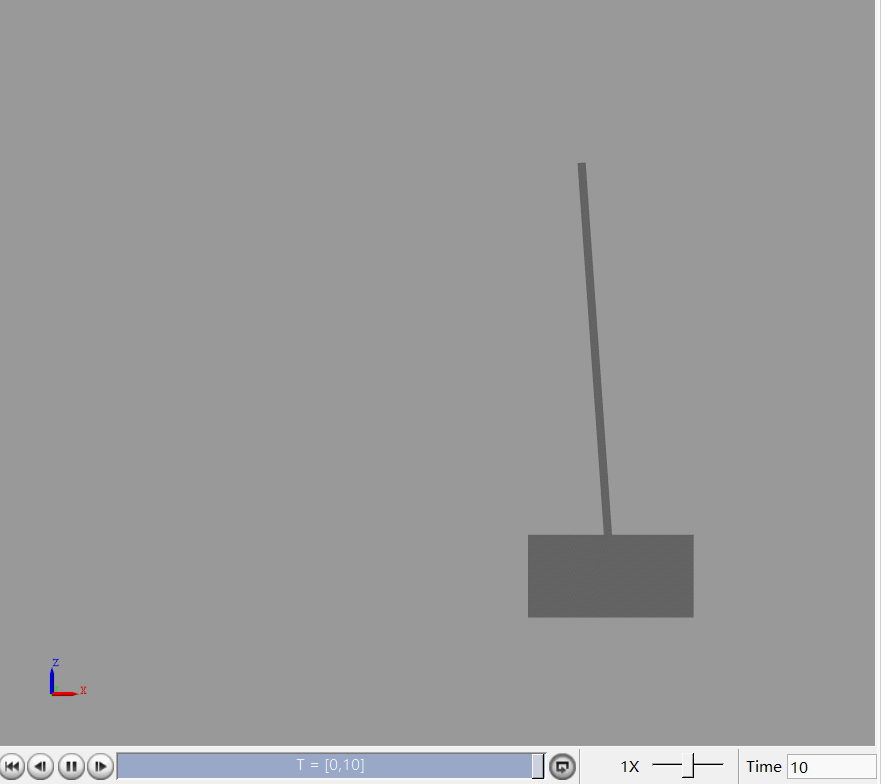 z
x
T = [0,10]
1X
Time 10